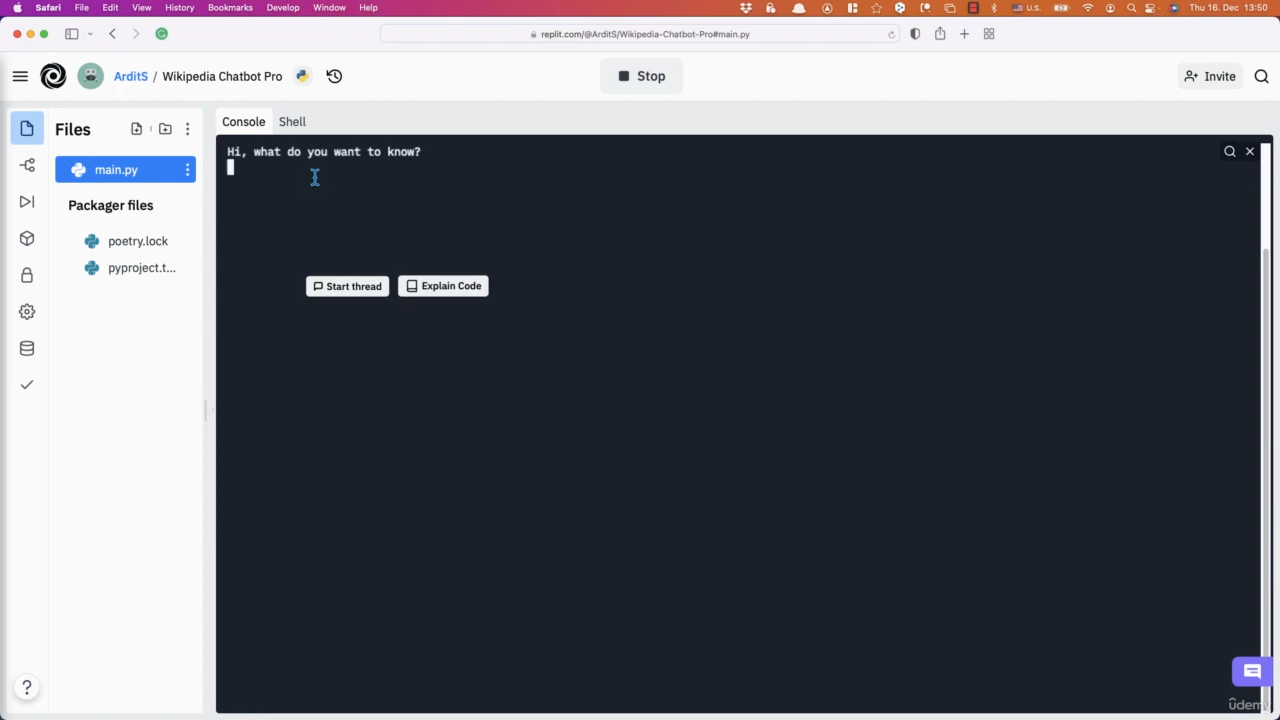 Safari File Edit View History Bookmarks Develop Window Help
U.S. Thu 16. Dec 13:50
replit.com/@ArditS/Wikipedia-Chatbot-Pro#main.py
ArditS / Wikipedia Chatbot Pro
Stop
Invite
Files
Console Shell
main.py
Hi, what do you want to know?
Packager files
poetry.lock
pyproject.t...
Start thread Explain Code
?
ûdemy